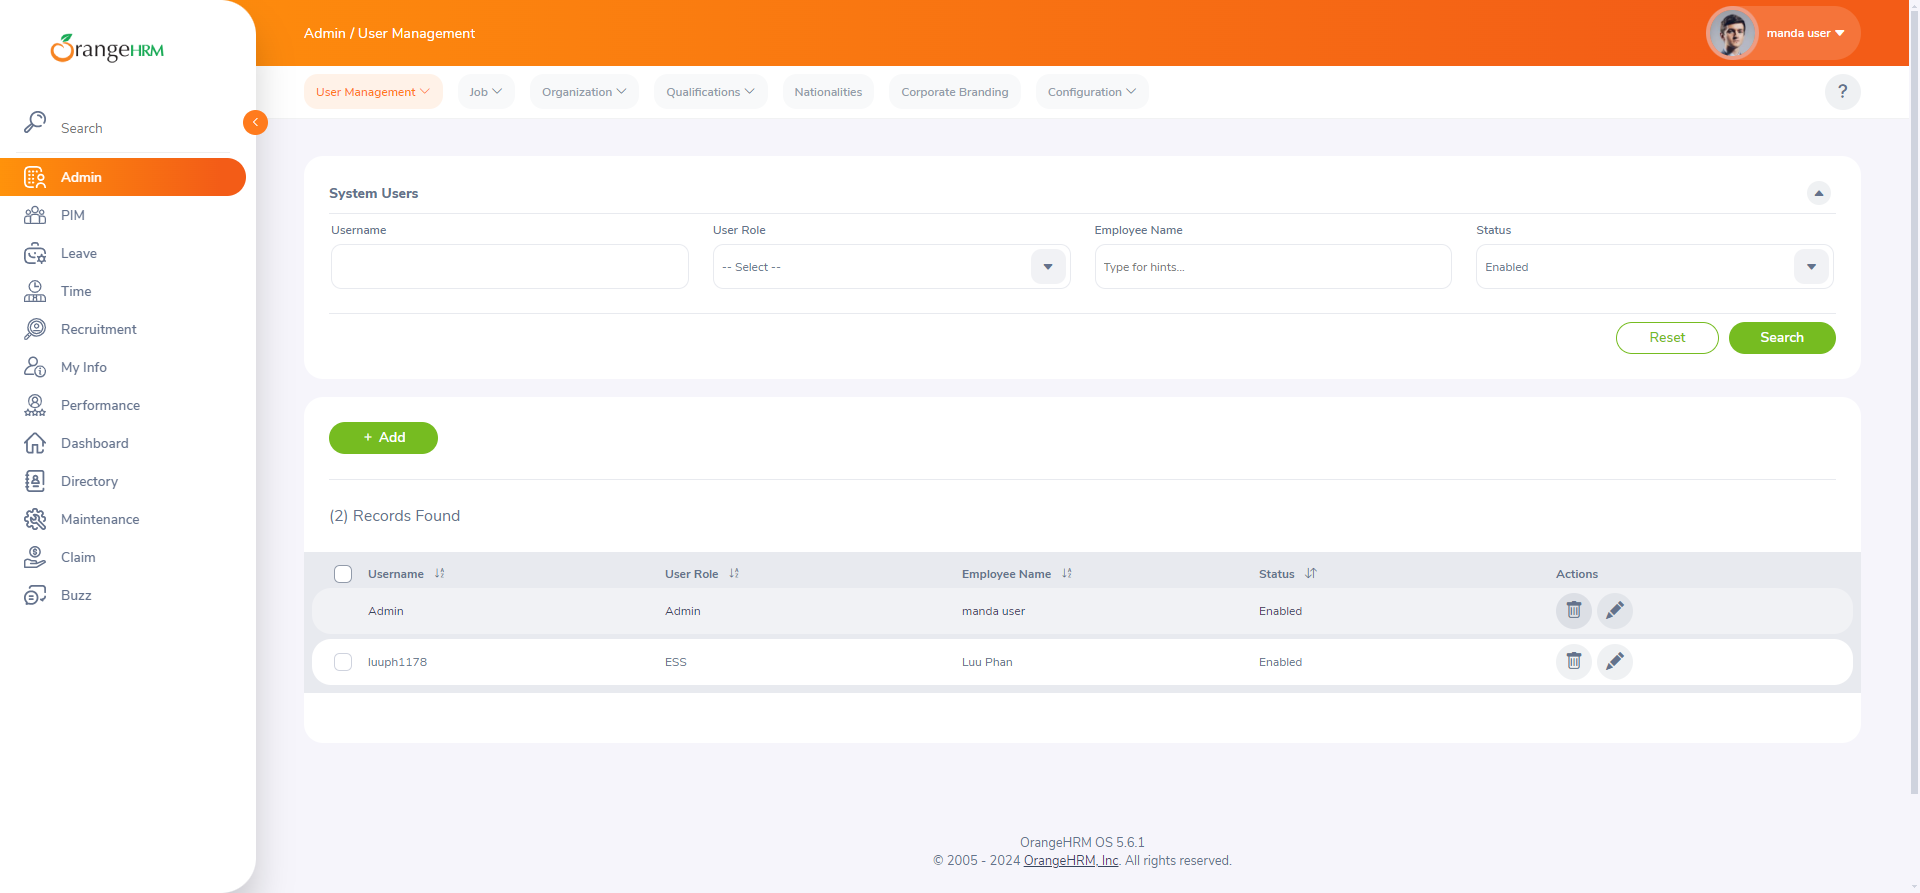 OrangeHRM
Admin / User Management
manda user
User Management
Job
Organization
Qualifications
Nationalities
Corporate Branding
Configuration
?
Search
Admin
PIM
Leave
Time
Recruitment
My Info
Performance
Dashboard
Directory
Maintenance
Claim
Buzz
System Users
Username
User Role
Employee Name
Status
-- Select --
Type for hints...
Enabled
Reset
Search
+ Add
(2) Records Found
Username
User Role
Employee Name
Status
Actions
Admin
Admin
manda user
Enabled
luuph1178
ESS
Luu Phan
Enabled
OrangeHRM OS 5.6.1
© 2005 - 2024 OrangeHRM, Inc. All rights reserved.